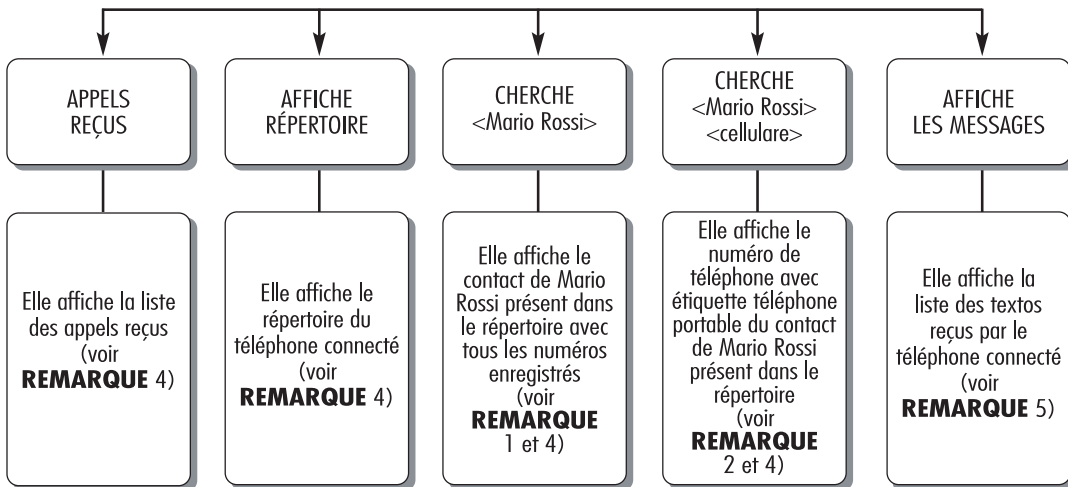 APPELS
REÇUS
AFFICHE
RÉPERTOIRE
CHERCHE
<Mario Rossi>
CHERCHE
<Mario Rossi>
<cellulare>
AFFICHE
LES MESSAGES
Elle affiche la liste
des appels reçus
(voir
REMARQUE 4)
Elle affiche le
répertoire du
téléphone connecté
(voir
REMARQUE 4)
Elle affiche le
contact de Mario
Rossi présent dans
le répertoire avec
tous les numéros
enregistrés
(voir
REMARQUE
1 et 4)
Elle affiche le
numéro de
téléphone avec
étiquette téléphone
portable du contact
de Mario Rossi
présent dans le
répertoire
(voir
REMARQUE
2 et 4)
Elle affiche la
liste des textos
reçus par le
téléphone connecté
(voir
REMARQUE 5)